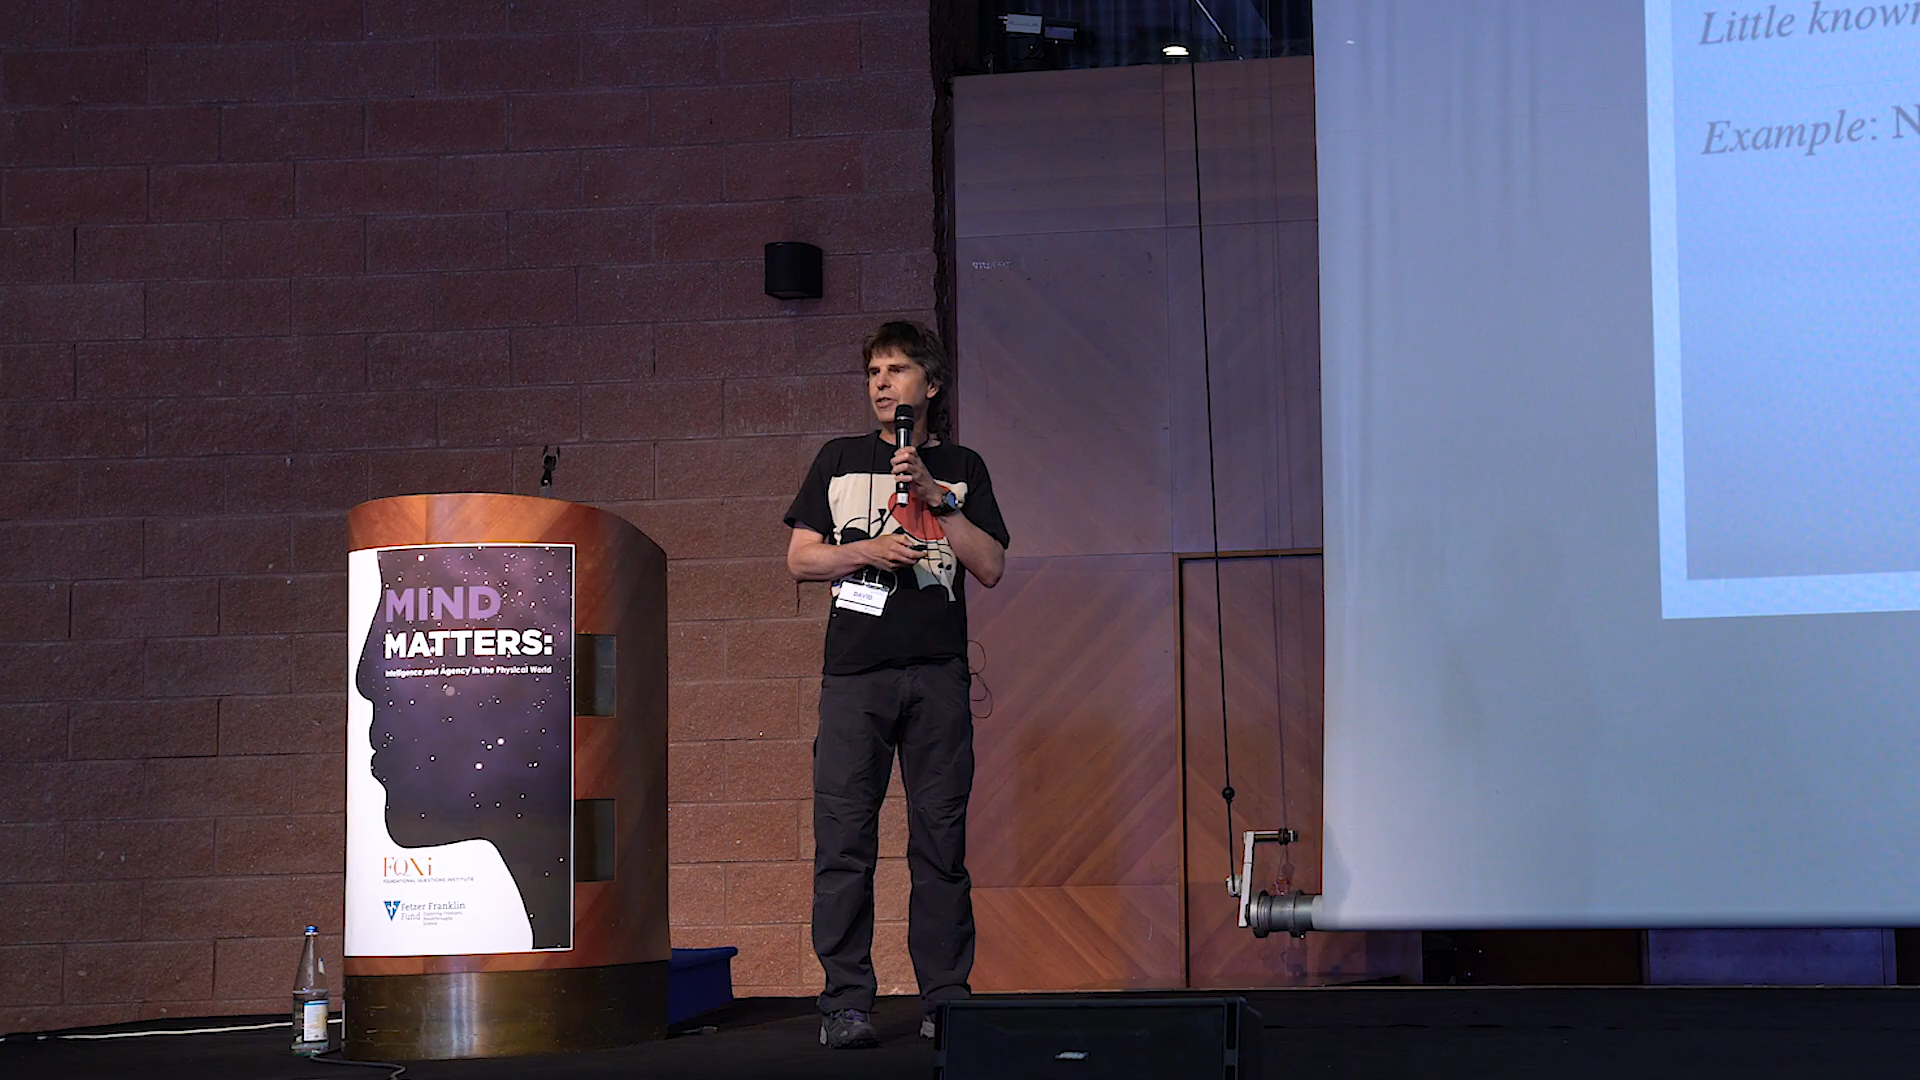 Little known
Example: N
DAVID
MIND
MATTERS:
Intelligence and Agency in the Physical World
FQXi
FOUNDATIONAL QUESTIONS INSTITUTE
Fetzer Franklin
Fund